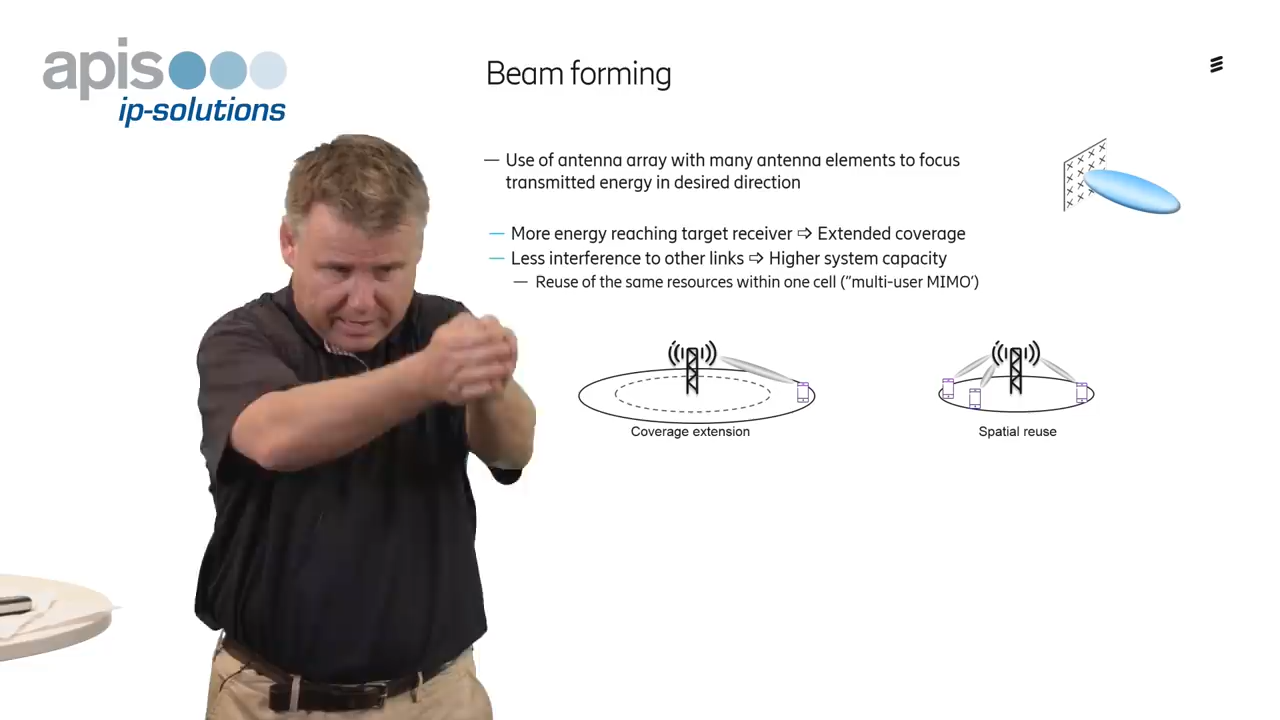 apis
ip-solutions
Beam forming
— Use of antenna array with many antenna elements to focus
transmitted energy in desired direction
— More energy reaching target receiver ⇨ Extended coverage
— Less interference to other links ⇨ Higher system capacity
— Reuse of the same resources within one cell (“multi-user MIMO‘)
Coverage extension
Spatial reuse